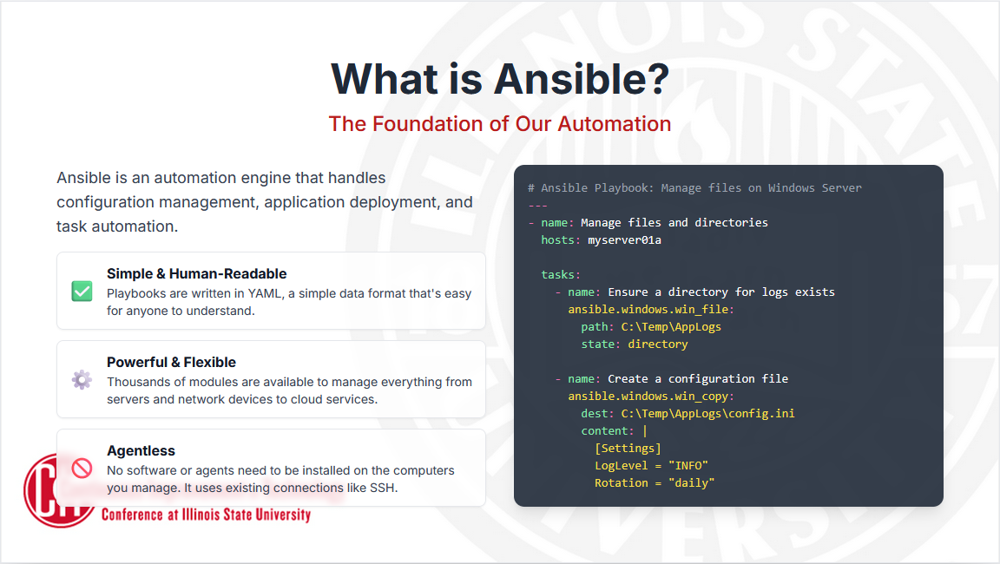 What is Ansible?
The Foundation of Our Automation
Ansible is an automation engine that handles
configuration management, application deployment, and
task automation.
Simple & Human-Readable
Playbooks are written in YAML, a simple data format that's easy
for anyone to understand.
Powerful & Flexible
Thousands of modules are available to manage everything from
servers and network devices to cloud services.
Agentless
No software or agents need to be installed on the computers
you manage. It uses existing connections like SSH.
Conference at Illinois State University
# Ansible Playbook: Manage files on Windows Server
---
- name: Manage files and directories
  hosts: myserver01a

  tasks:
    - name: Ensure a directory for logs exists
      ansible.windows.win_file:
        path: C:\Temp\AppLogs
        state: directory

    - name: Create a configuration file
      ansible.windows.win_copy:
        dest: C:\Temp\AppLogs\config.ini
        content: |
          [Settings]
          LogLevel = "INFO"
          Rotation = "daily"
ILLINOIS STATE